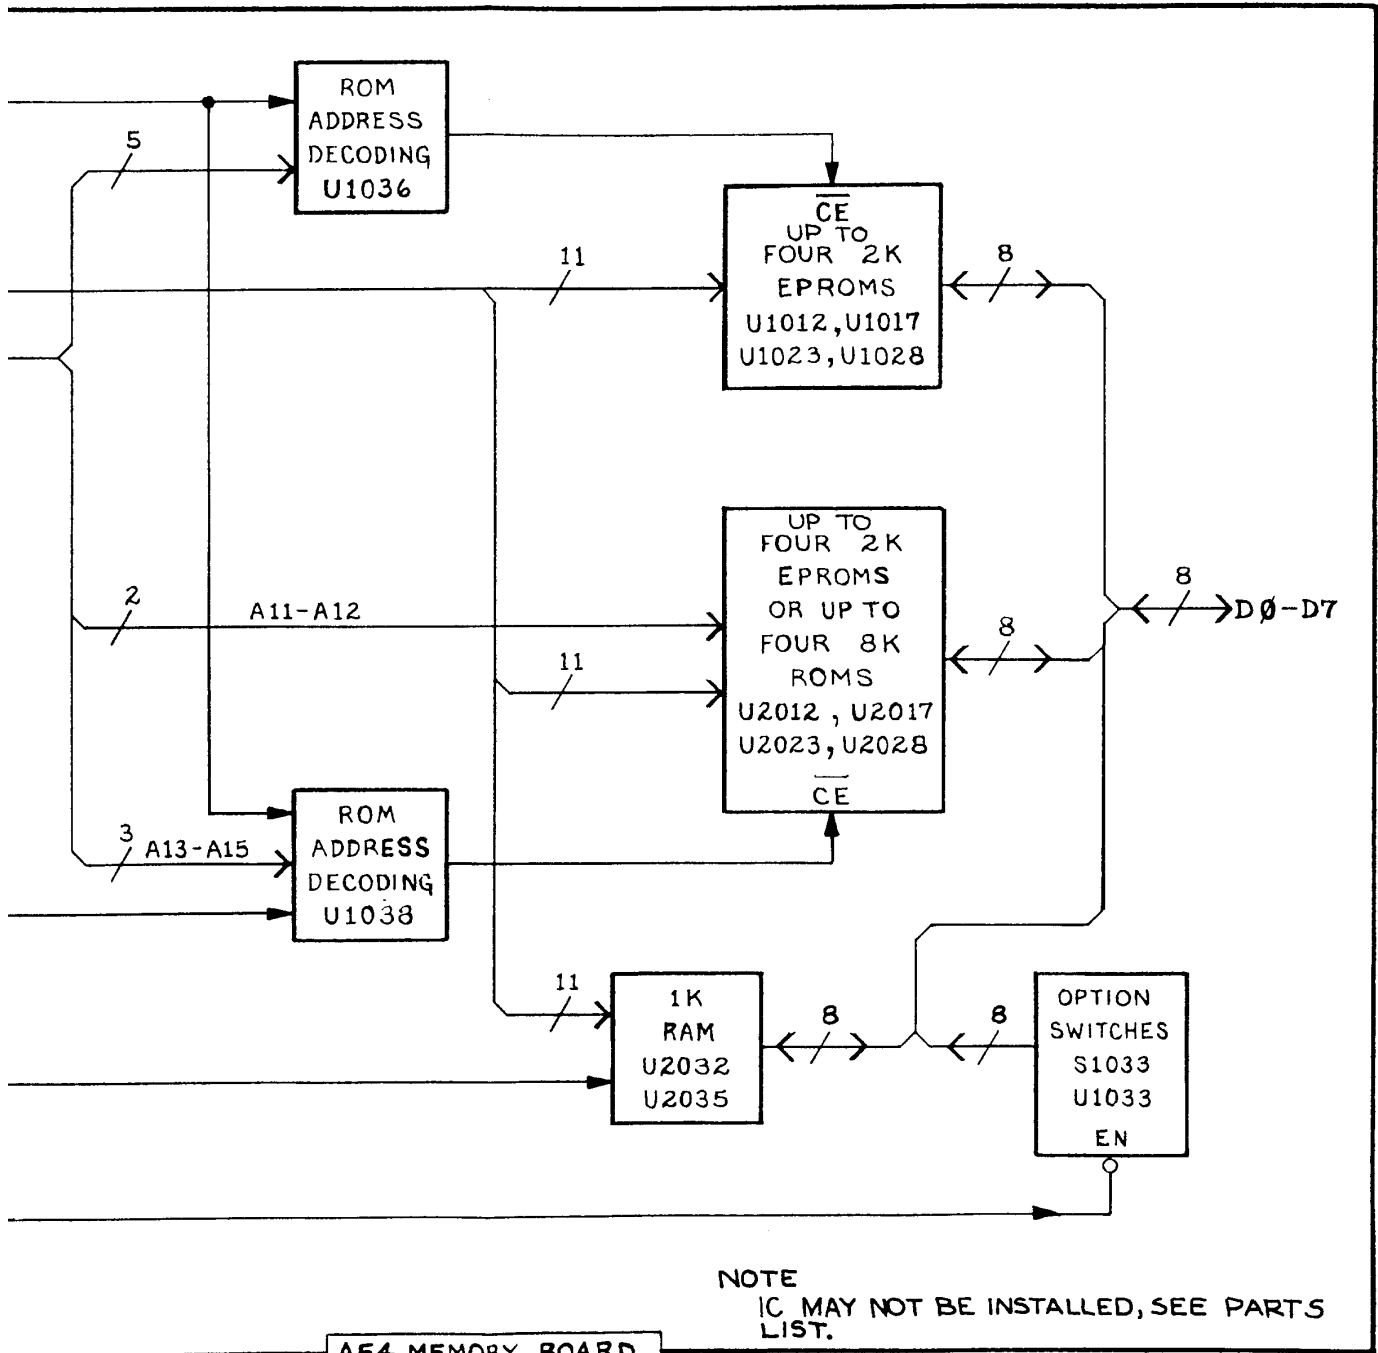 ROM
ADDRESS
DECODING
U1036
5
CE
UP TO
FOUR 2K
EPROMS
U1012,U1017
U1023,U1028
11
8
UP TO
FOUR 2K
EPROMS
OR UP TO
FOUR 8K
ROMS
U2012 , U2017
U2023,U2028
CE
2
A11-A12
11
8
8
DØ-D7
3
A13-A15
ROM
ADDRESS
DECODING
U1038
11
1K
RAM
U2032
U2035
8
8
OPTION
SWITCHES
S1033
U1033
EN
NOTE
IC MAY NOT BE INSTALLED, SEE PARTS
LIST.
MEMORY BOARD